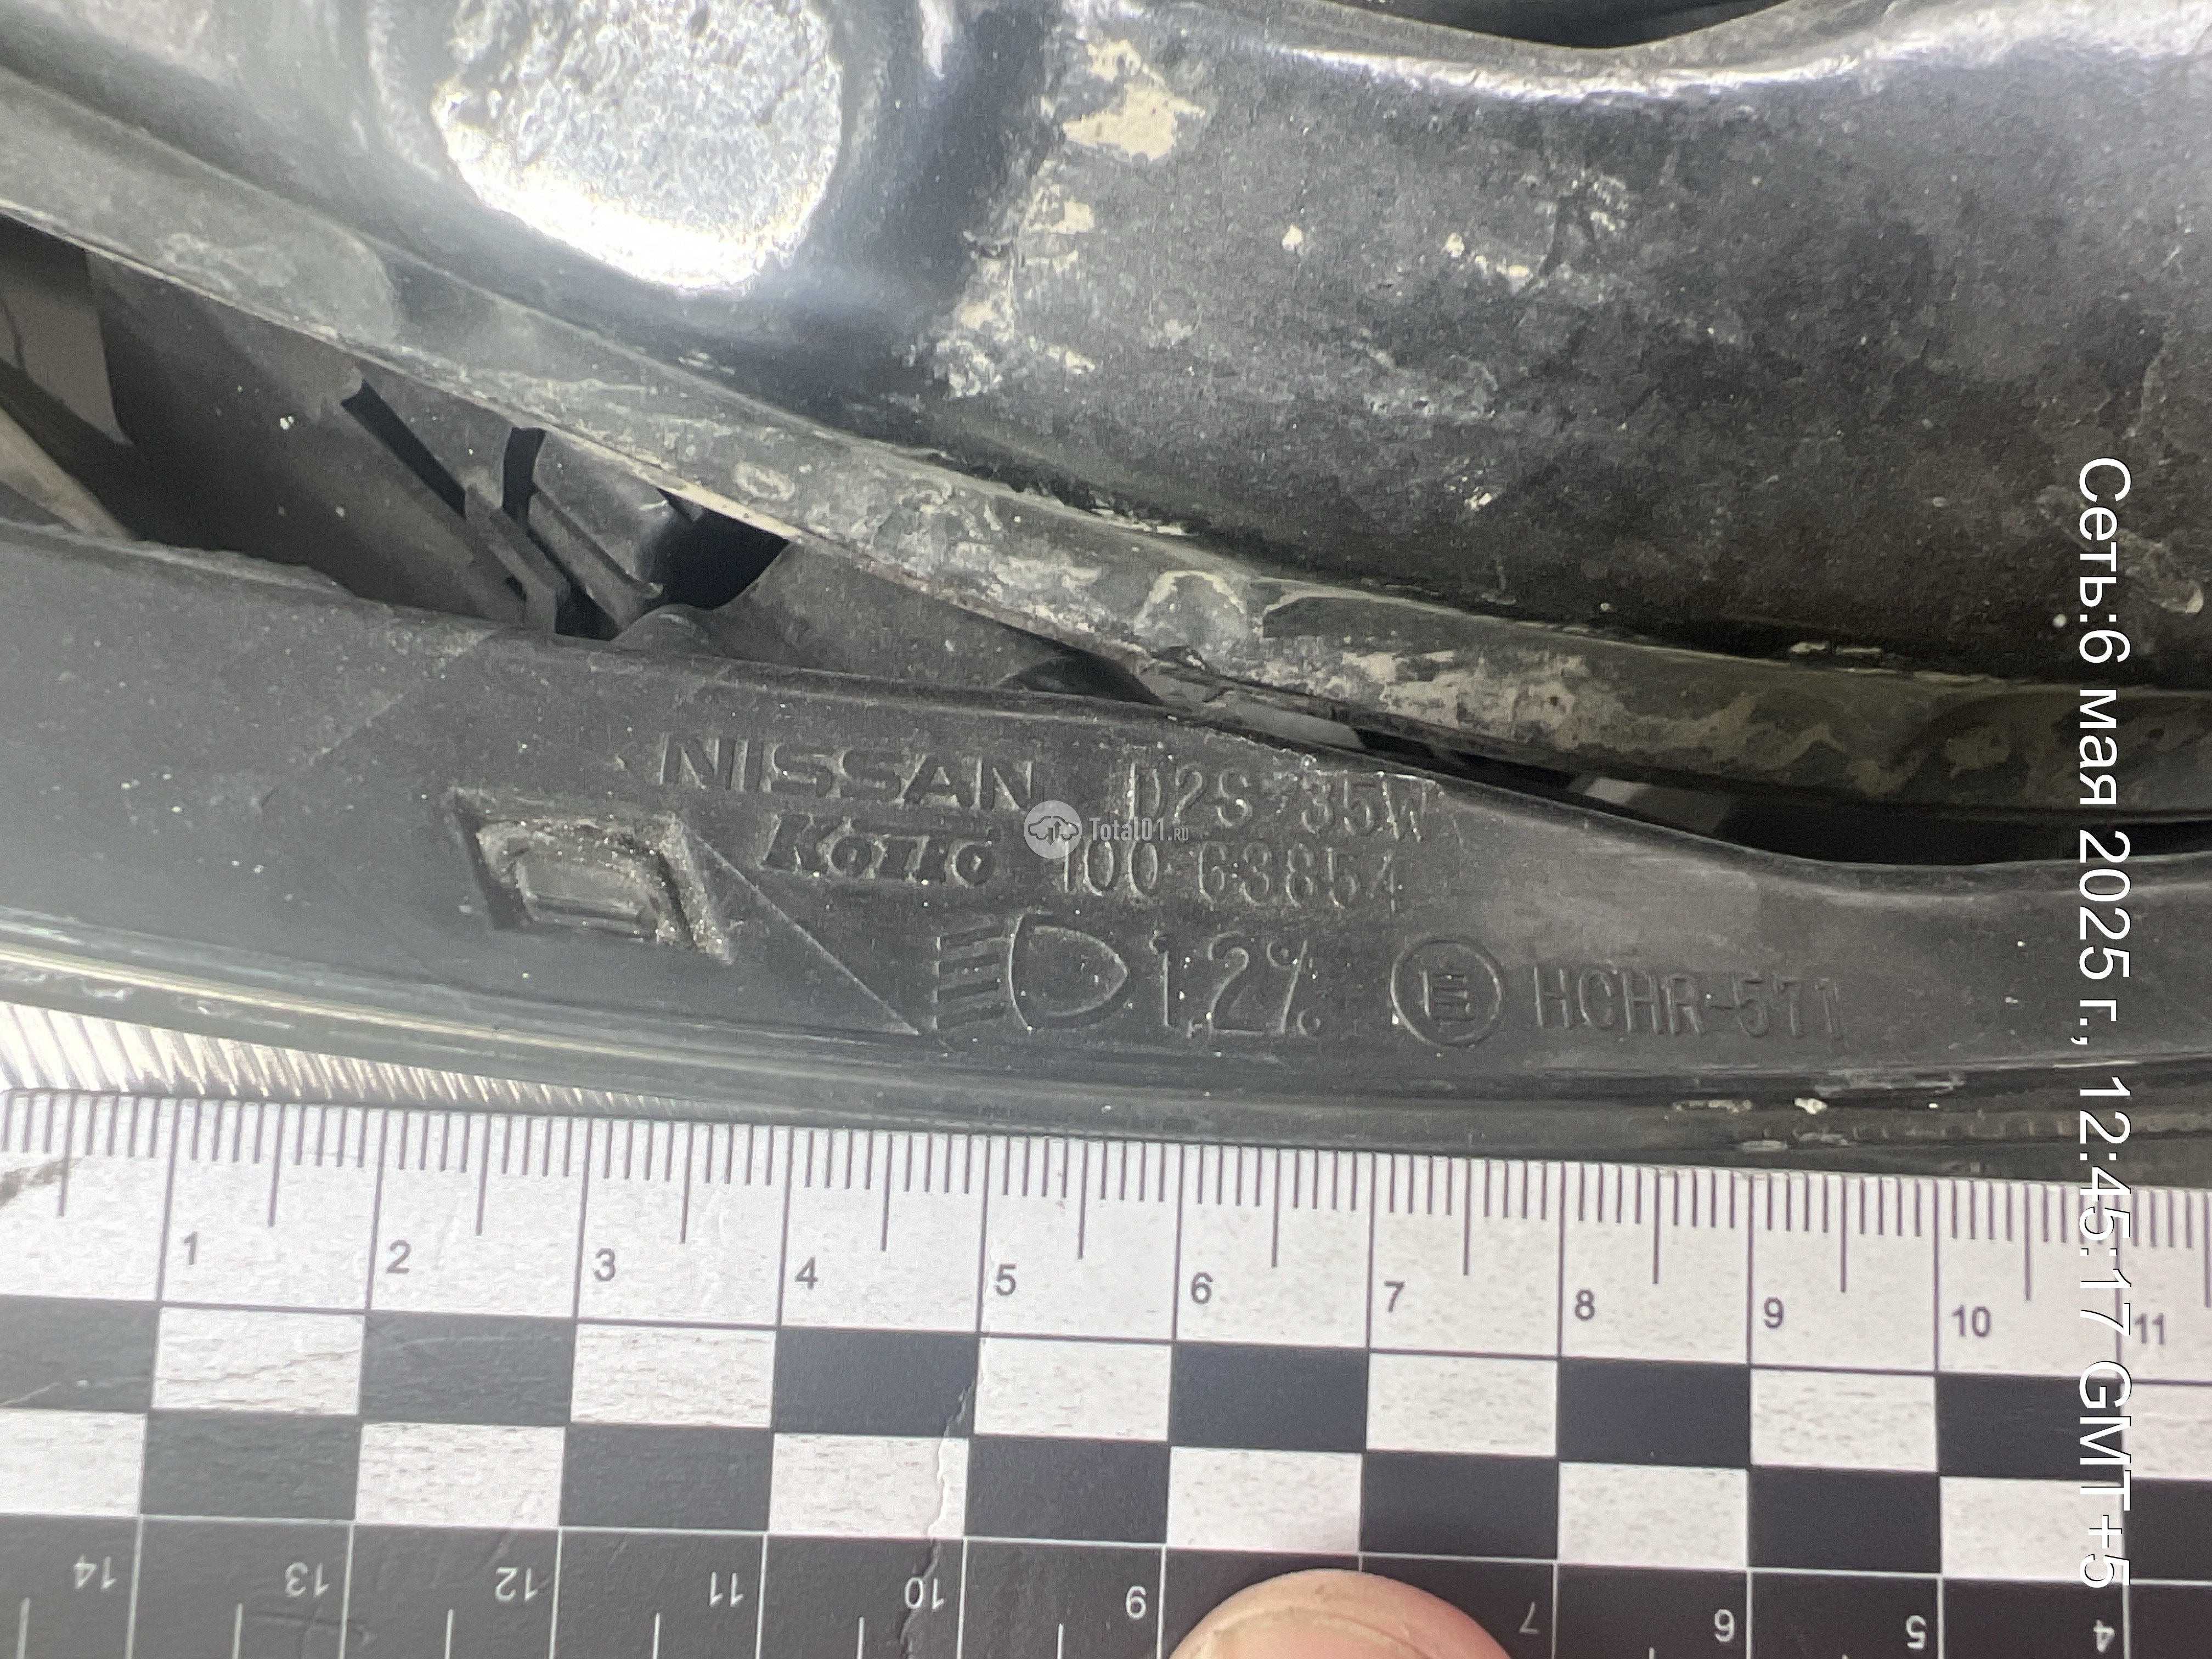 NISSAN D2S 35W
KOITO 100-63854
1.2% E HCHR-571
Total01.RU
Сеть:6 мая 2025 г., 12:45:17 GMT+5
1 2 3 4 5 6 7 8 9 10 11
14 13 12 11 10 9 7 6 5 4